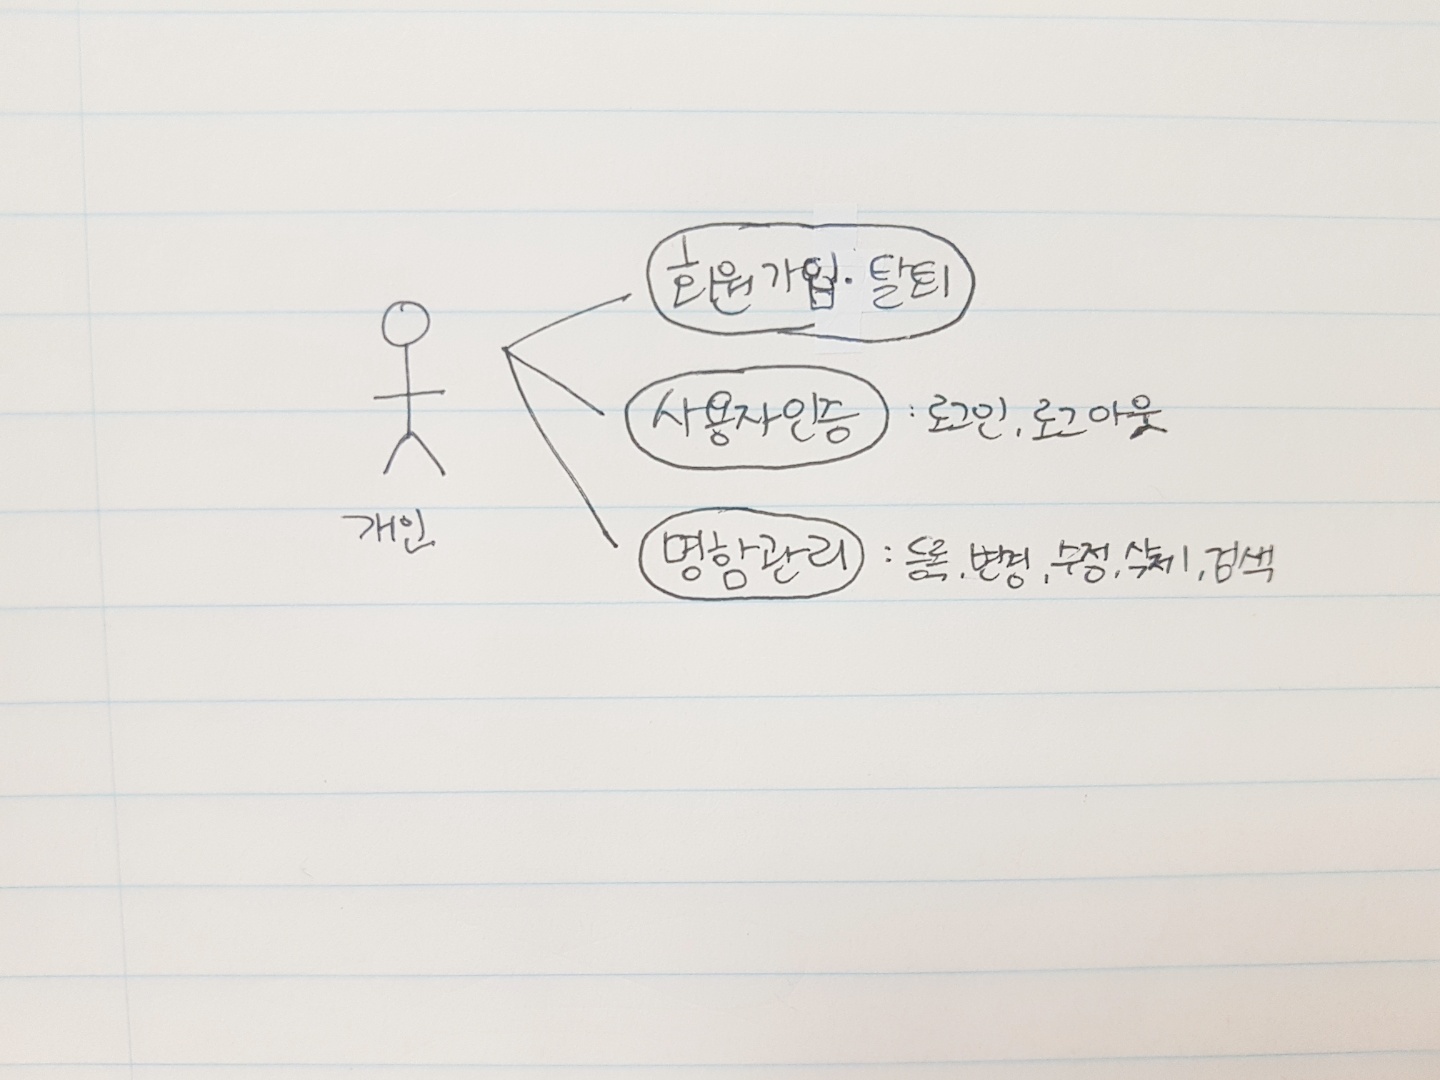 회원가입·탈퇴
사용자인증 : 로그인, 로그아웃
개인
명함관리 : 등록, 변경, 수정, 삭제, 검색